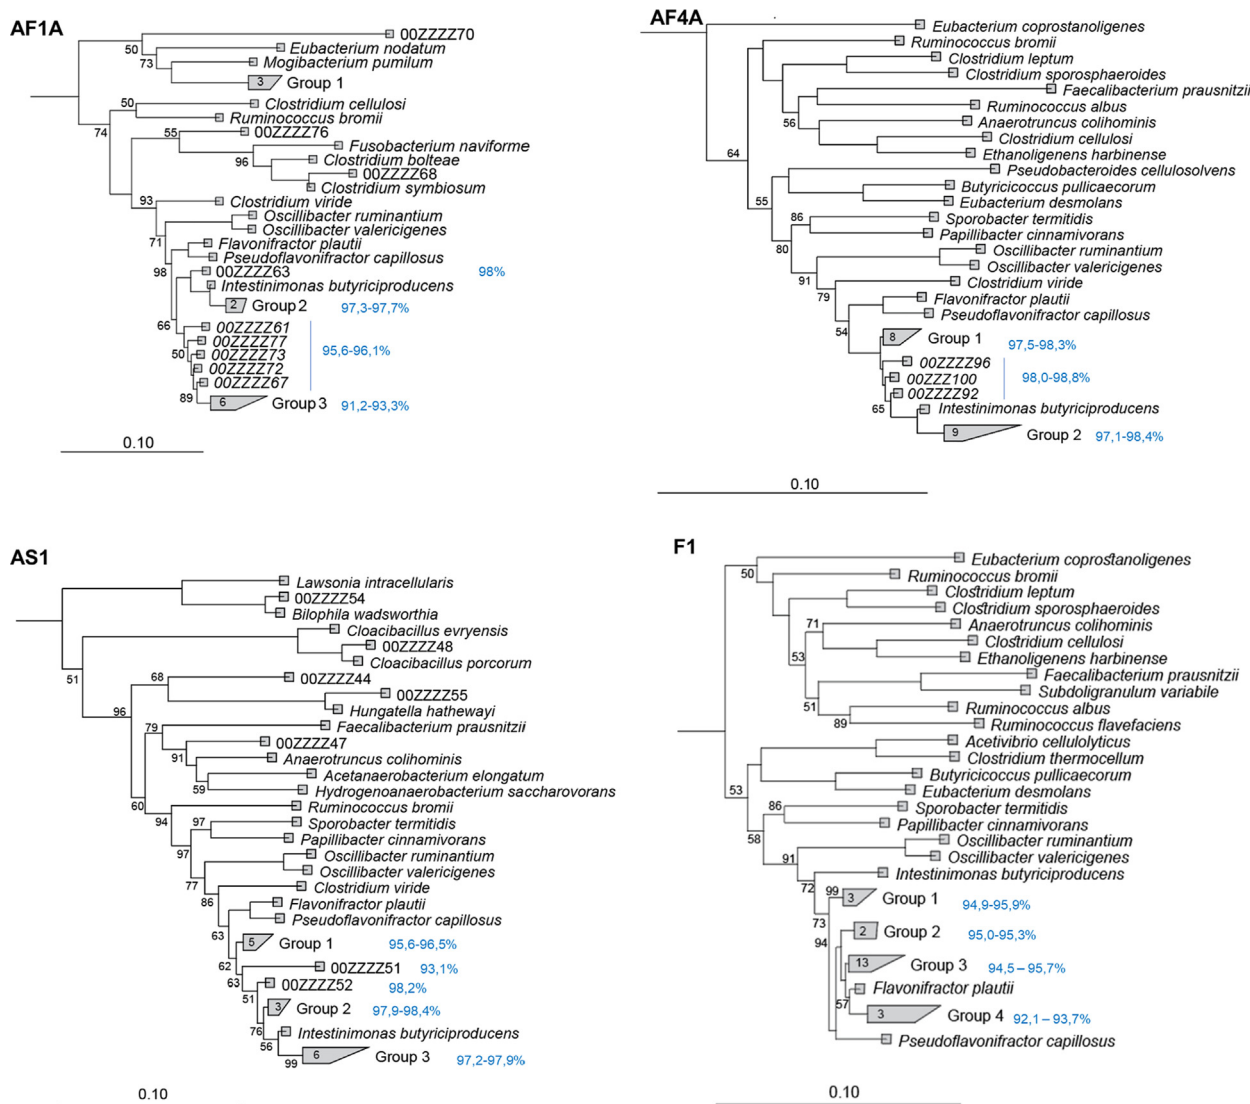 AF1A
00ZZZZ70
50
Eubacterium nodatum
73
Mogibacterium pumilum
3 Group 1
50
Clostridium cellulosi
Ruminococcus bromii
74
55
00ZZZZ76
Fusobacterium naviforme
96
Clostridium bolteae
00ZZZZ68
Clostridium symbiosum
93
Clostridium viride
Oscillibacter ruminantium
Oscillibacter valericigenes
71
Flavonifractor plautii
Pseudoflavonifractor capillosus
98
00ZZZZ63 98%
Intestinimonas butyriciproducens
2 Group 2 97,3-97,7%
66
00ZZZZ61
00ZZZZ77
50
00ZZZZ73 95,6-96,1%
00ZZZZ72
00ZZZZ67
89
6 Group 3 91,2-93,3%
0.10
AF4A
Eubacterium coprostanoligenes
Ruminococcus bromii
Clostridium leptum
Clostridium sporosphaeroides
Faecalibacterium prausnitzii
Ruminococcus albus
56
Anaerotruncus colihominis
Clostridium cellulosi
64
Ethanoligenens harbinense
Pseudobacteroides cellulosolvens
Butyricicoccus pullicaecorum
55
Eubacterium desmolans
86
Sporobacter termitidis
Papillibacter cinnamivorans
80
Oscillibacter ruminantium
Oscillibacter valericigenes
91
Clostridium viride
79
Flavonifractor plautii
Pseudoflavonifractor capillosus
54
8 Group 1 97,5-98,3%
00ZZZZ96
00ZZZ100 98,0-98,8%
00ZZZZ92
65
Intestinimonas butyriciproducens
9 Group 2 97,1-98,4%
0.10
AS1
Lawsonia intracellularis
00ZZZZ54
Bilophila wadsworthia
Cloacibacillus evryensis
00ZZZZ48
Cloacibacillus porcorum
51
68
00ZZZZ44
00ZZZZ55
96
Hungatella hathewayi
79
Faecalibacterium prausnitzii
00ZZZZ47
91
Anaerotruncus colihominis
Acetanaerobacterium elongatum
59
Hydrogenoanaerobacterium saccharovorans
60
Ruminococcus bromii
94
97
Sporobacter termitidis
Papillibacter cinnamivorans
97
Oscillibacter ruminantium
Oscillibacter valericigenes
77
Clostridium viride
86
Flavonifractor plautii
Pseudoflavonifractor capillosus
63
5 Group 1 95,6-96,5%
62
00ZZZZ51 93,1%
63
00ZZZZ52 98,2%
51
3 Group 2 97,9-98,4%
76
Intestinimonas butyriciproducens
56
6 Group 3 97,2-97,9%
99
0.10
F1
Eubacterium coprostanoligenes
50
Ruminococcus bromii
Clostridium leptum
Clostridium sporosphaeroides
71
Anaerotruncus colihominis
Clostridium cellulosi
53
Ethanoligenens harbinense
Faecalibacterium prausnitzii
Subdoligranulum variabile
51
Ruminococcus albus
89
Ruminococcus flavefaciens
Acetivibrio cellulolyticus
Clostridium thermocellum
Butyricicoccus pullicaecorum
53
Eubacterium desmolans
86
Sporobacter termitidis
Papillibacter cinnamivorans
58
Oscillibacter ruminantium
91
Oscillibacter valericigenes
Intestinimonas butyriciproducens
72
99
3 Group 1 94,9-95,9%
73
2 Group 2 95,0-95,3%
94
13 Group 3 94,5 – 95,7%
Flavonifractor plautii
57
3 Group 4 92,1 – 93,7%
Pseudoflavonifractor capillosus
0.10